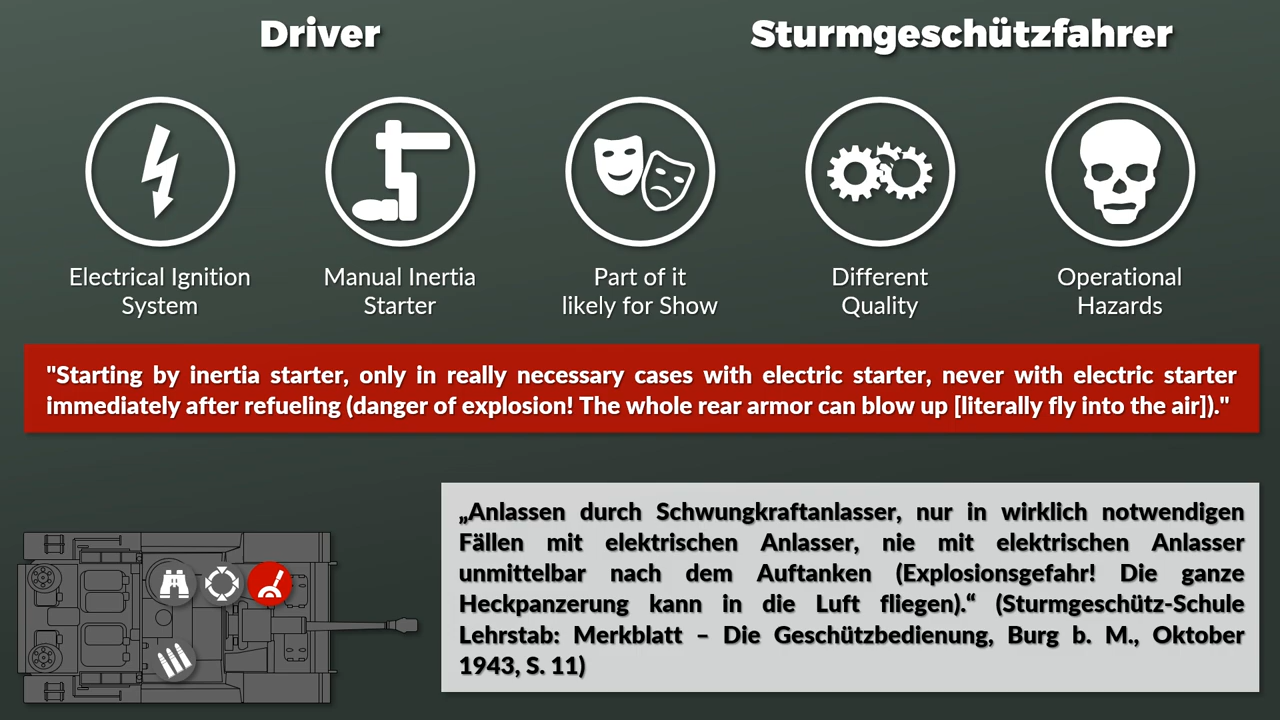 Driver
Sturmgeschützfahrer
Electrical Ignition
System
Manual Inertia
Starter
Part of it
likely for Show
Different
Quality
Operational
Hazards
"Starting by inertia starter, only in really necessary cases with electric starter, never with electric starter
immediately after refueling (danger of explosion! The whole rear armor can blow up [literally fly into the air])."
„Anlassen durch Schwungkraftanlasser, nur in wirklich notwendigen
Fällen mit elektrischen Anlasser, nie mit elektrischen Anlasser
unmittelbar nach dem Auftanken (Explosionsgefahr! Die ganze
Heckpanzerung kann in die Luft fliegen).“ (Sturmgeschütz-Schule
Lehrstab: Merkblatt – Die Geschützbedienung, Burg b. M., Oktober
1943, S. 11)